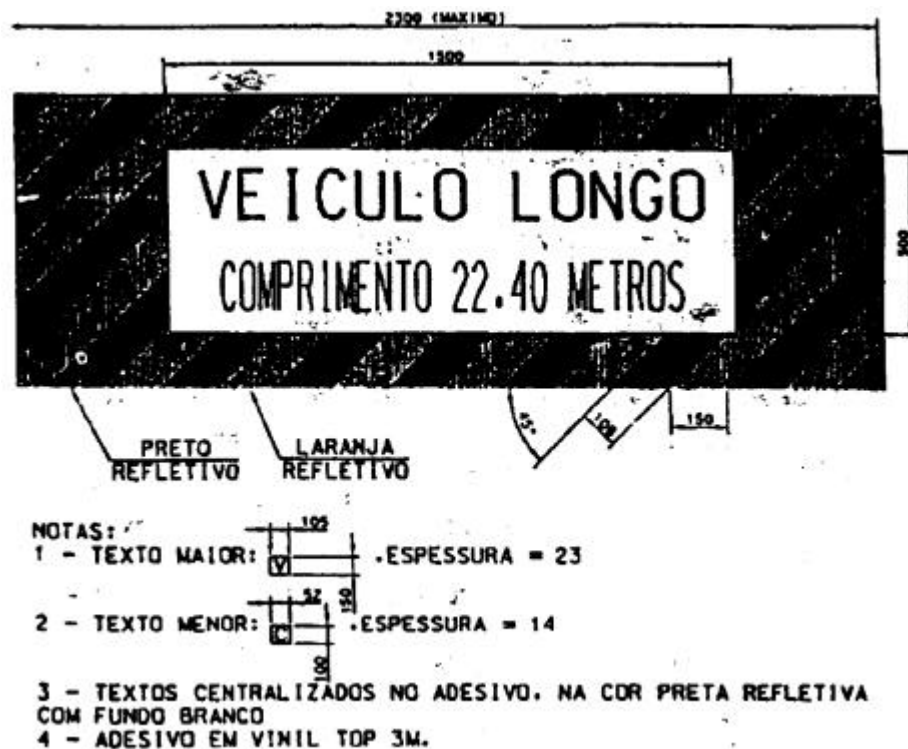 2300 (MAXIMO)
1500
VEICULO LONGO
COMPRIMENTO 22.40 METROS
500
45°
150
PRETO
REFLETIVO
LARANJA
REFLETIVO
NOTAS:
105
1 - TEXTO MAIOR: V .ESPESSURA = 23
150
52
2 - TEXTO MENOR: C .ESPESSURA = 14
100
3 - TEXTOS CENTRALIZADOS NO ADESIVO. NA COR PRETA REFLETIVA
COM FUNDO BRANCO
4 - ADESIVO EM VINIL TOP 3M.